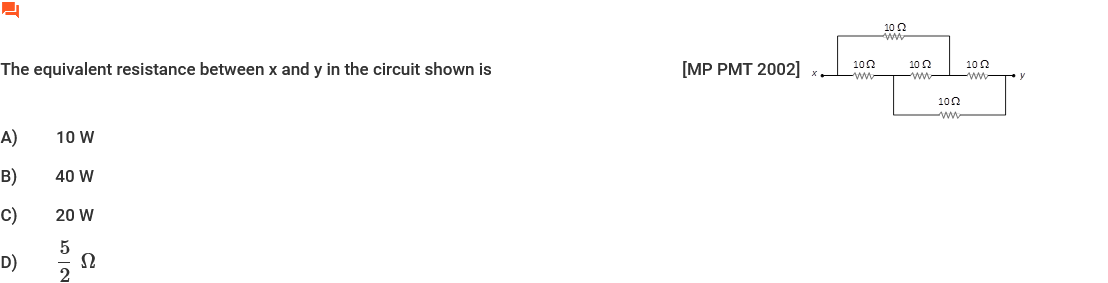 The equivalent resistance between x and y in the circuit shown is [MP PMT 2002]
10 Ω
x 10 Ω 10 Ω 10 Ω y
10 Ω
A) 10 W
B) 40 W
C) 20 W
D) 5/2 Ω